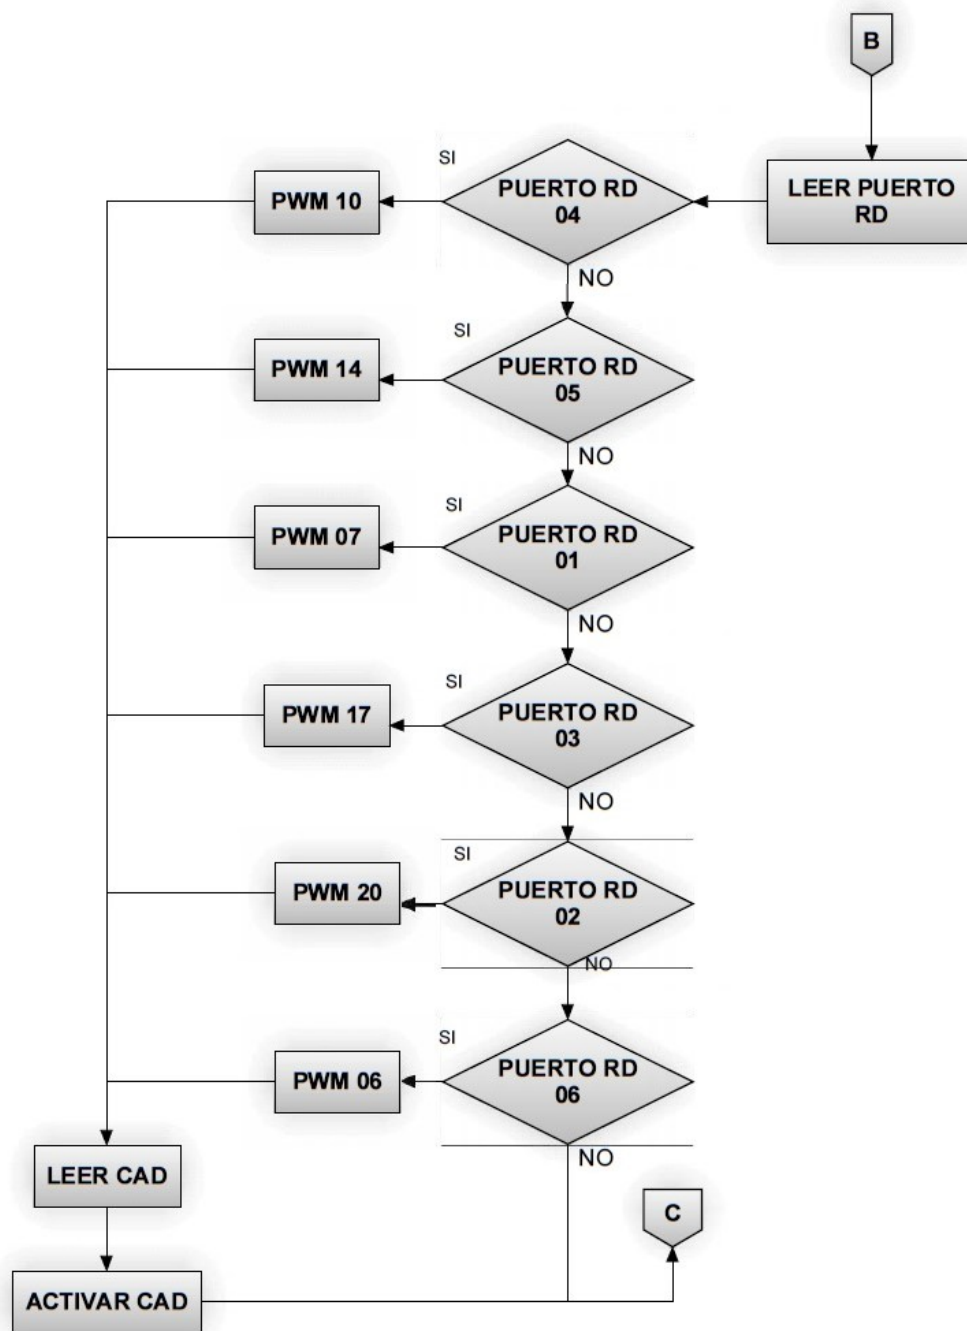 B
LEER PUERTO
RD
SI
PUERTO RD
04
PWM 10
NO
SI
PUERTO RD
05
PWM 14
NO
SI
PUERTO RD
01
PWM 07
NO
SI
PUERTO RD
03
PWM 17
NO
SI
PUERTO RD
02
PWM 20
NO
SI
PUERTO RD
06
PWM 06
NO
LEER CAD
C
ACTIVAR CAD